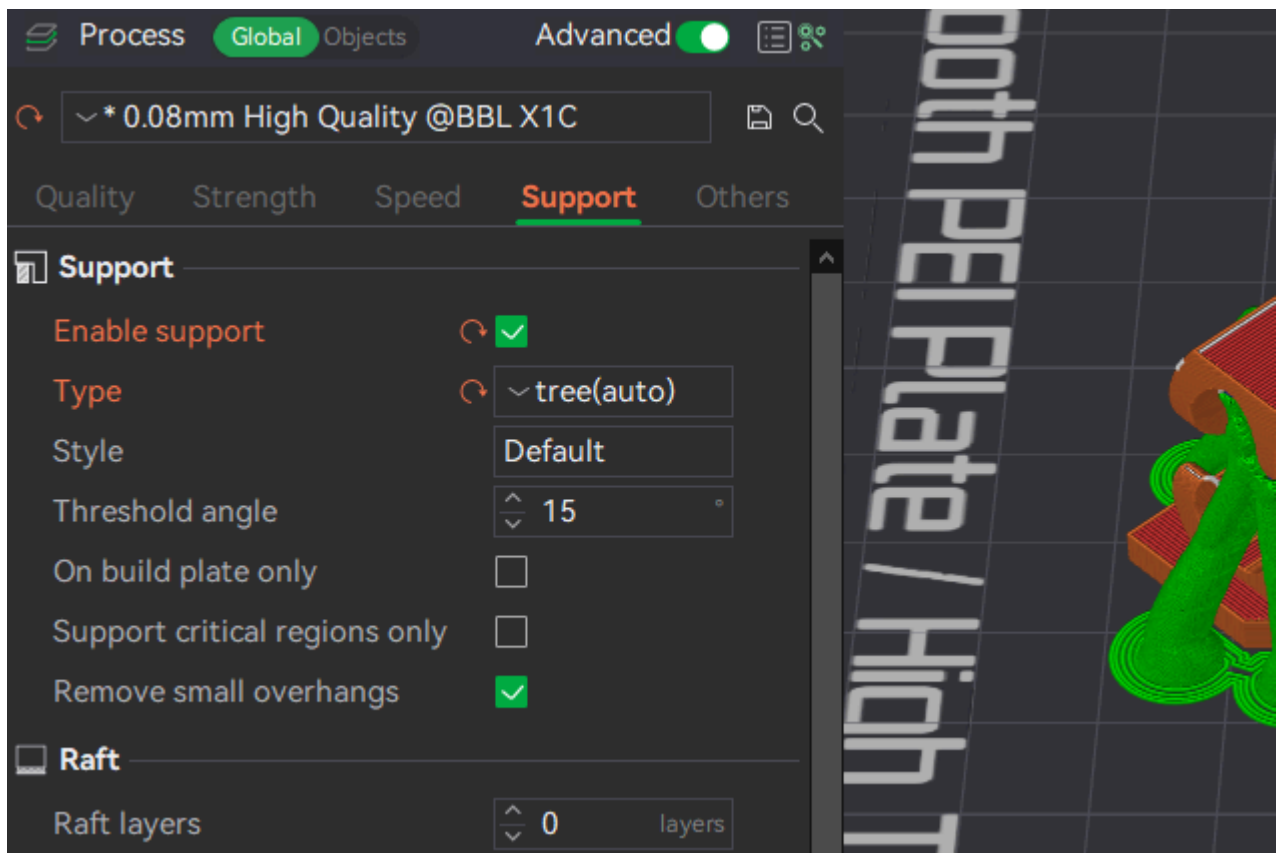 Process Global Objects Advanced
* 0.08mm High Quality @BBL X1C
Quality Strength Speed Support Others
Support
Enable support
Type tree(auto)
Style Default
Threshold angle 15 °
On build plate only
Support critical regions only
Remove small overhangs
Raft
Raft layers 0 layers
ooth PEI Plate / High T